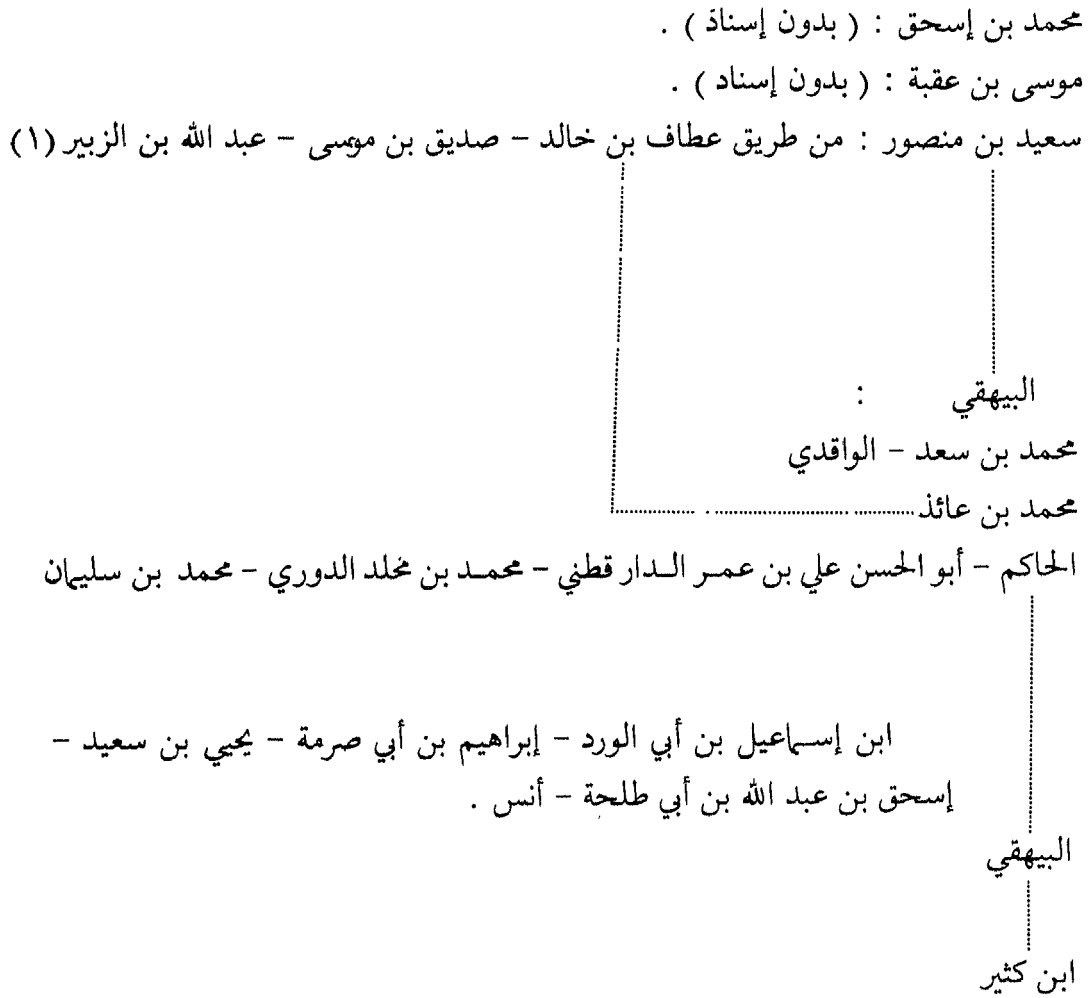 محمد بن إسحق : ( بدون إسناذ ) .
موسى بن عقبة : ( بدون إسناد ) .
سعيد بن منصور : من طريق عطاف بن خالد – صديق بن موسى – عبد الله بن الزبير (١)
البيهقي :
محمد بن سعد – الواقدي
محمد بن عائذ
الحاكم – أبو الحسن علي بن عمر الدار قطني – محمد بن مخلد الدوري – محمد بن سليمان
ابن إسماعيل بن أبي الورد – إبراهيم بن أبي صرمة – يحيي بن سعيد –
إسحق بن عبد الله بن أبي طلحة – أنس .
البيهقي
ابن كثير